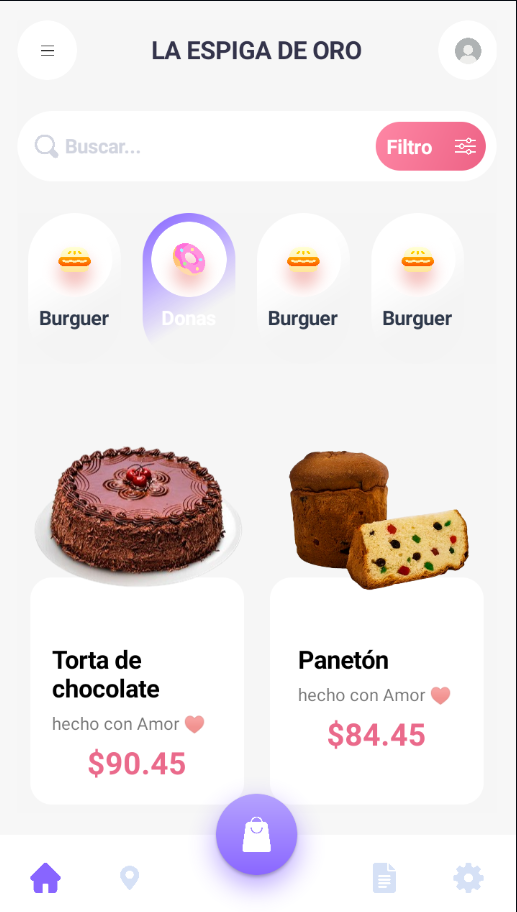 LA ESPIGA DE ORO
Buscar...
Filtro
Burguer
Donas
Burguer
Burguer
Torta de
chocolate
hecho con Amor
$90.45
Panetón
hecho con Amor
$84.45